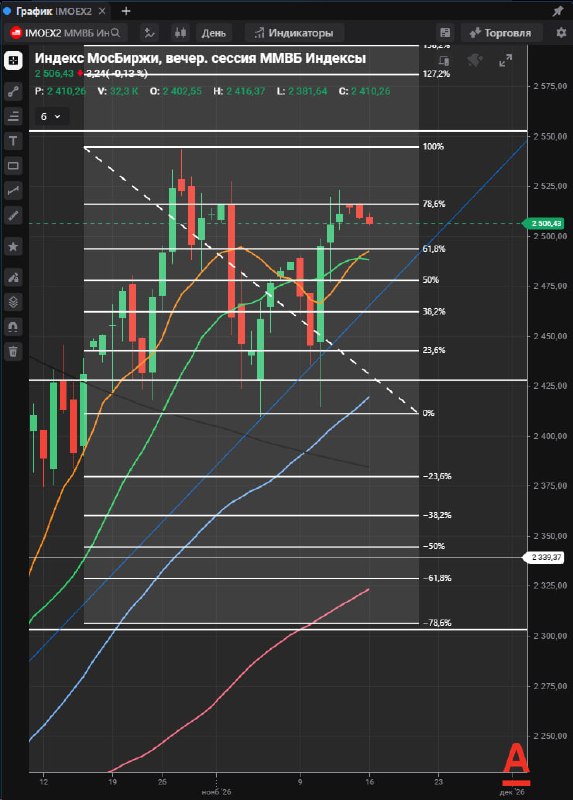 График IMOEX2
IMOEX2 ММВБ Ин
День
Индикаторы
Торговля
Индекс МосБиржи, вечер. сессия ММВБ Индексы
2 506,43 3,24( -0,13 %)
P: 2 410,26 V: 32,3 K O: 2 402,55 H: 2 416,37 L: 2 381,64 C: 2 410,26
6
138,2%
127,2%
2 575,00
2 550,00
100%
2 525,00
78,6%
2 506,43
2 500,00
61,8%
50%
2 475,00
38,2%
2 450,00
23,6%
2 425,00
0%
2 400,00
−23,6%
2 375,00
−38,2%
2 350,00
−50%
2 339,37
−61,8%
2 325,00
−78,6%
2 300,00
2 275,00
2 250,00
A
12 19 26 9 16 23
нояб '26 дек '26